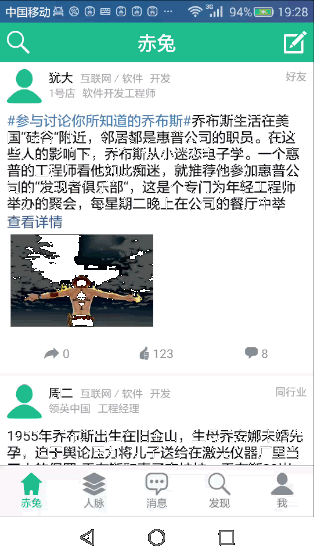 中国移动 94% 19:28
赤兔
犹大 互联网/软件 开发 好友
1号店 软件开发工程师
#参与讨论你所知道的乔布斯#乔布斯生活在美
国“硅谷”附近，邻居都是惠普公司的职员。在这
些人的影响下，乔布斯从小迷恋电子学。一个惠
普的工程师看他如此痴迷，就推荐他参加惠普公
司的“发现者俱乐部”，这是个专门为年轻工程师
举办的聚会，每星期二晚上在公司的餐厅中举
查看详情
0 123 8
周二 互联网/软件 开发 同行业
领英中国 工程经理
1955年乔布斯出生在旧金山，生母乔安娜未婚先
孕，迫于舆论压力将儿子送给在激光仪器厂里当
赤兔 人脉 消息 发现 我